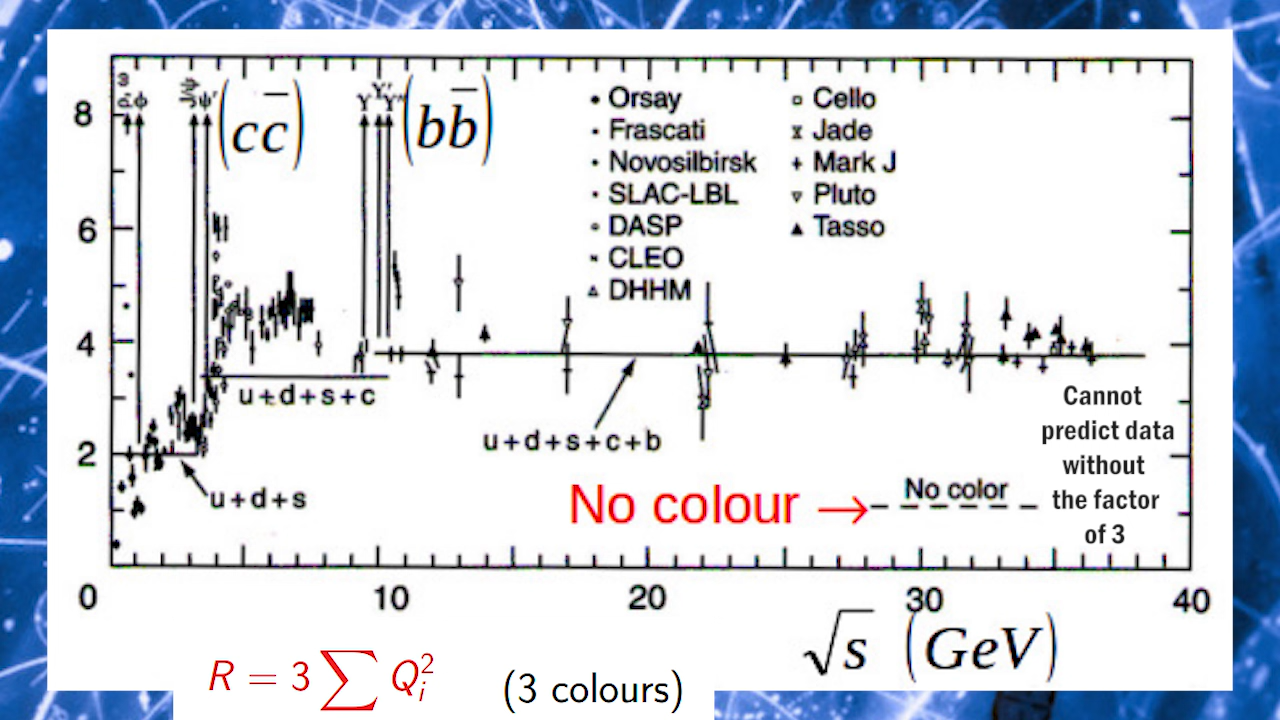 ω
ρ φ
J/ψ ψ'
(cc̄)
Υ Υ' Υ''
(bb̄)
Orsay
Frascati
Novosilbirsk
SLAC-LBL
DASP
CLEO
DHHM
Cello
Jade
Mark J
Pluto
Tasso
8
6
4
2
0
u+d+s+c
u+d+s+c+b
u+d+s
No colour →
No color
Cannot
predict data
without
the factor
of 3
10
20
30
40
√s (GeV)
R = 3 ∑ Q_i^2 (3 colours)